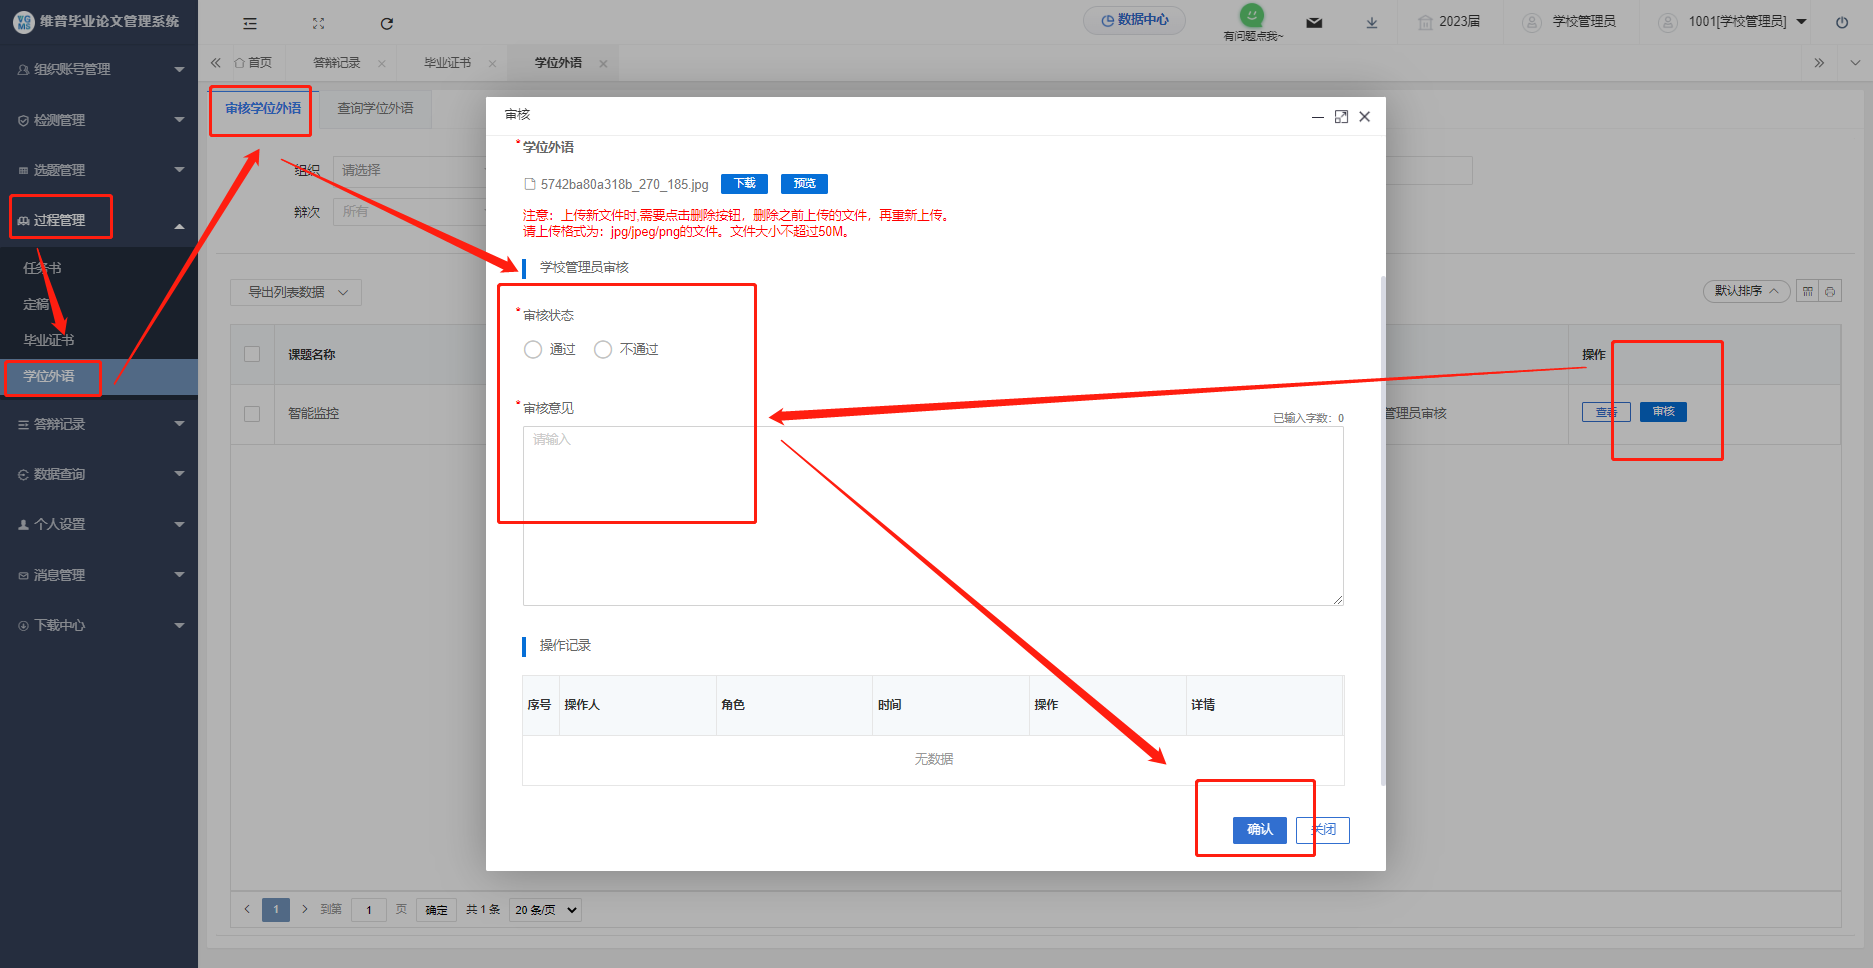 VG
MS
维普毕业论文管理系统
数据中心
有问题点我~
2023届
学校管理员
1001[学校管理员]
首页
答辩记录
毕业证书
学位外语
组织账号管理
检测管理
选题管理
过程管理
任务书
定稿
毕业证书
学位外语
答辩记录
数据查询
个人设置
消息管理
下载中心
审核学位外语
查询学位外语
组织
请选择
辩次
所有
导出列表数据
默认排序
课题名称
操作
智能监控
管理员审核
查看
审核
审核
*学位外语
5742ba80a318b_270_185.jpg
下载
预览
注意：上传新文件时,需要点击删除按钮，删除之前上传的文件，再重新上传。
请上传格式为：jpg/jpeg/png的文件。文件大小不超过50M。
学校管理员审核
*审核状态
通过
不通过
*审核意见
已输入字数：0
请输入
操作记录
序号 操作人 角色 时间 操作 详情
无数据
确认
关闭
1
到第 1 页 确定 共 1 条 20 条/页